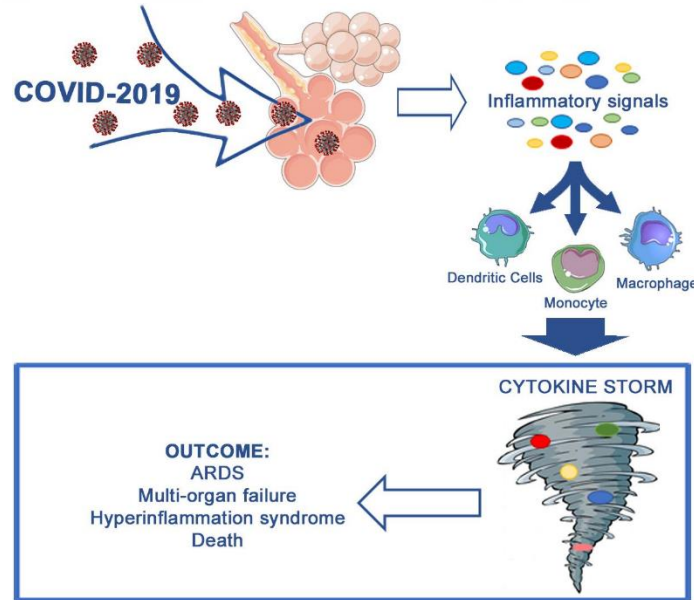 COVID-2019
Inflammatory signals
Dendritic Cells
Monocyte
Macrophage
CYTOKINE STORM
OUTCOME:
ARDS
Multi-organ failure
Hyperinflammation syndrome
Death